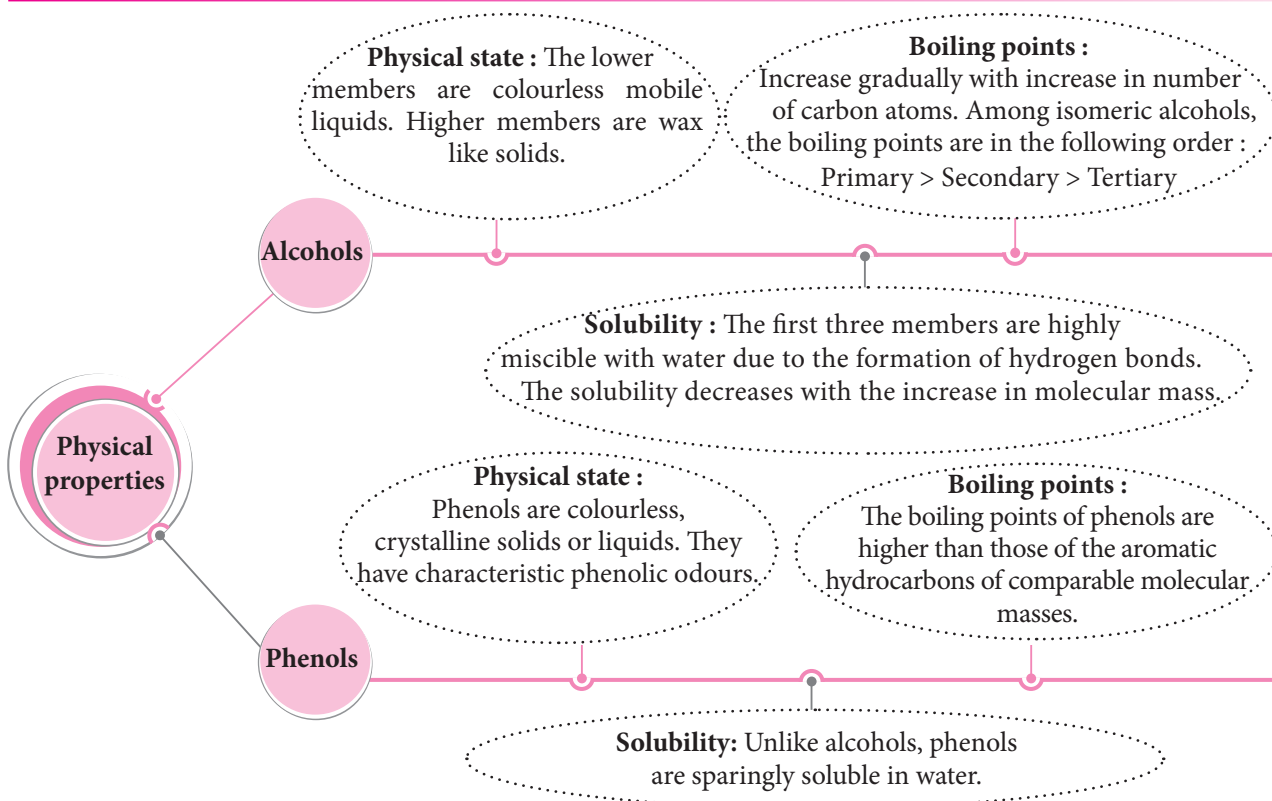 Physical state : The lower
members are colourless mobile
liquids. Higher members are wax
like solids.
Boiling points :
Increase gradually with increase in number
of carbon atoms. Among isomeric alcohols,
the boiling points are in the following order :
Primary > Secondary > Tertiary
Alcohols
Solubility : The first three members are highly
miscible with water due to the formation of hydrogen bonds.
The solubility decreases with the increase in molecular mass.
Physical
properties
Physical state :
Phenols are colourless,
crystalline solids or liquids. They
have characteristic phenolic odours.
Boiling points :
The boiling points of phenols are
higher than those of the aromatic
hydrocarbons of comparable molecular
masses.
Phenols
Solubility: Unlike alcohols, phenols
are sparingly soluble in water.